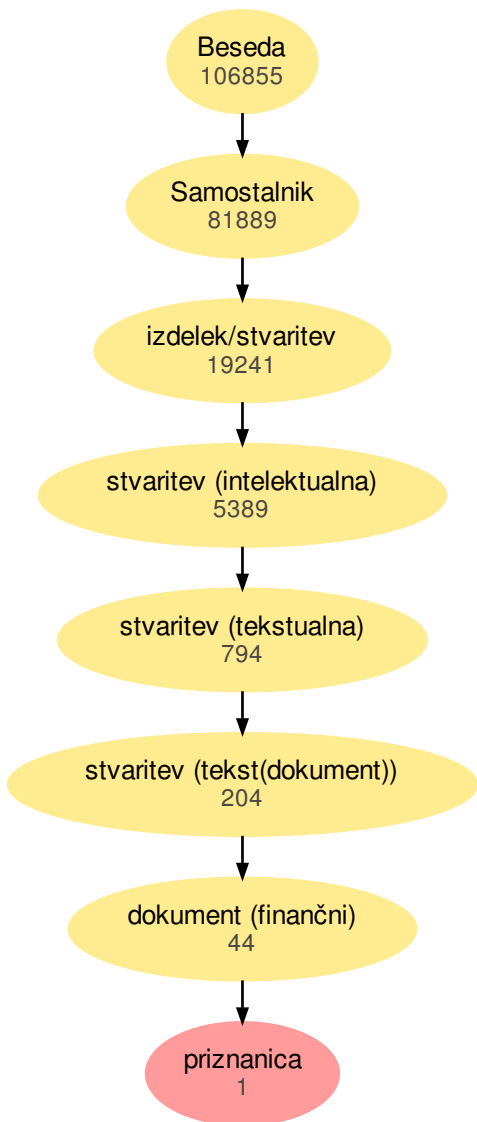 Beseda
106855
Samostalnik
81889
izdelek/stvaritev
19241
stvaritev (intelektualna)
5389
stvaritev (tekstualna)
794
stvaritev (tekst(dokument))
204
dokument (finančni)
44
priznanica
1